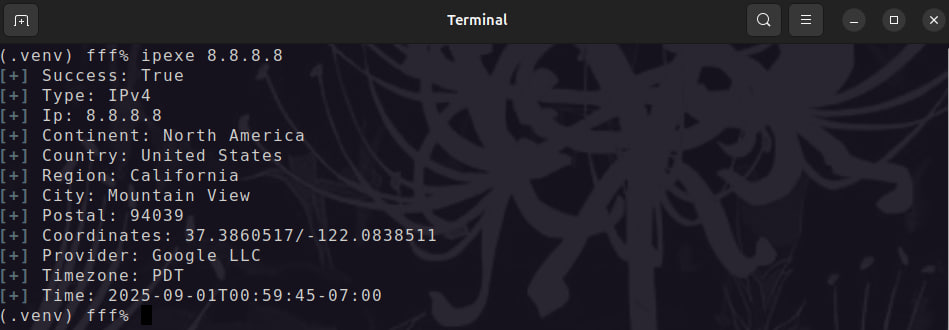 Terminal
(.venv) fff% ipexe 8.8.8.8
[+] Success: True
[+] Type: IPv4
[+] Ip: 8.8.8.8
[+] Continent: North America
[+] Country: United States
[+] Region: California
[+] City: Mountain View
[+] Postal: 94039
[+] Coordinates: 37.3860517/-122.0838511
[+] Provider: Google LLC
[+] Timezone: PDT
[+] Time: 2025-09-01T00:59:45-07:00
(.venv) fff%